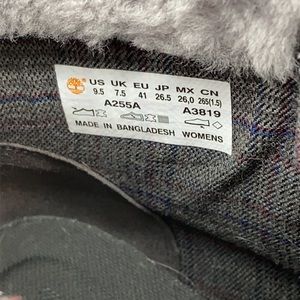 US UK EU JP MX CN
9.5 7.5 41 26.5 26,0 265(1.5)
A255A A3819
MADE IN BANGLADESH WOMENS